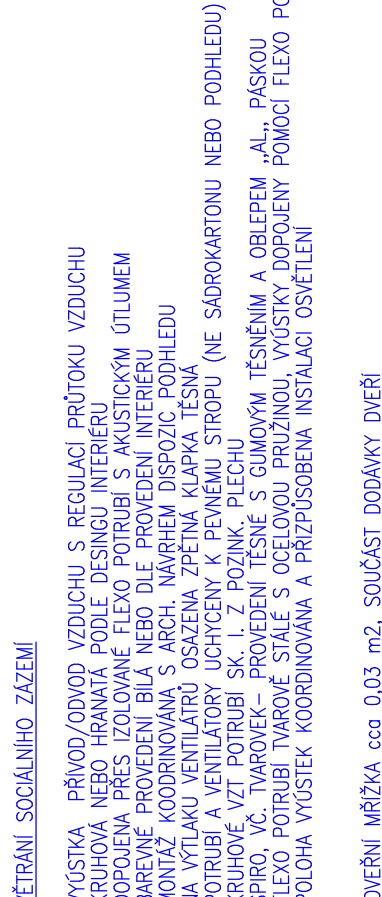 VĚTRÁNÍ SOCIÁLNÍHO ZÁZEMÍ
VYÚSTKA PŘÍVOD/ODVOD VZDUCHU S REGULACÍ PRŮTOKU VZDUCHU
KRUHOVÁ NEBO HRANATÁ PODLE DESINGU INTERIÉRU
DOPOJENA PŘES IZOLOVANÉ FLEXO POTRUBÍ S AKUSTICKÝM ÚTLUMEM
BAREVNÉ PROVEDENÍ BÍLÁ NEBO DLE PROVEDENÍ INTERIÉRU
MONTÁŽ KOODRINOVÁNA S ARCH. NÁVRHEM DISPOZIC PODHLEDU
NA VÝTLAKU VENTILÁTRŮ OSAZENA ZPĚTNÁ KLAPKA TĚSNÁ
POTRUBÍ A VENTILÁTORY UCHYCENY K PEVNÉMU STROPU (NE SÁDROKARTONU NEBO PODHLEDU)
KRUHOVÉ VZT POTRUBÍ SK. I. Z POZINK. PLECHU
SPIRO, VČ. TVAROVEK– PROVEDENÍ TĚSNÉ S GUMOVÝM TĚSNĚNÍM A OBLEPEM „AL„ PÁSKOU
FLEXO POTRUBÍ TVAROVĚ STÁLÉ S OCELOVOU PRUŽINOU, VYÚSTKY DOPOJENY POMOCÍ FLEXO PO
POLOHA VYÚSTEK KOORDINOVÁNA A PŘIZPŮSOBENA INSTALACI OSVĚTLENÍ
DVEŘNÍ MŘÍŽKA cca 0,03 m2, SOUČÁST DODÁVKY DVEŘÍ